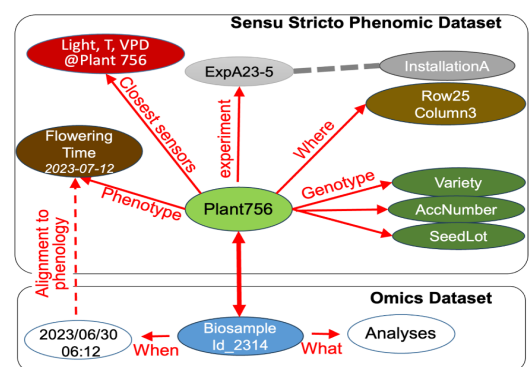 Sensu Stricto Phenomic Dataset
Light, T, VPD
@Plant 756
ExpA23-5
InstallationA
Row25
Column3
Closest sensors
experiment
Where
Flowering
Time
2023-07-12
Phenotype
Genotype
Plant756
Variety
AccNumber
SeedLot
Alignment to
phenology
Omics Dataset
2023/06/30
06:12
When
Biosample
Id_2314
What
Analyses